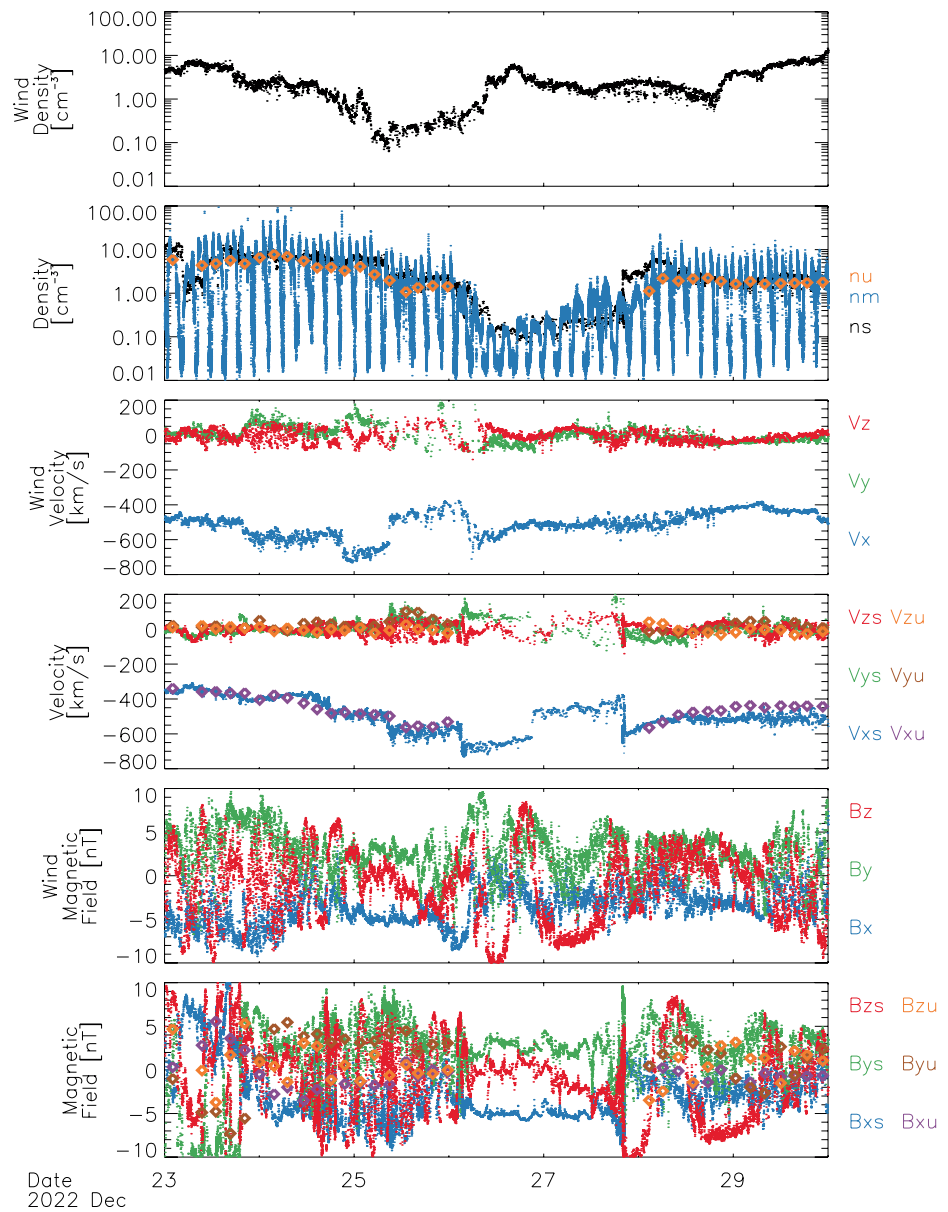 100.00
10.00
1.00
0.10
0.01
Wind
Density
[cm⁻³]
100.00
10.00
1.00
0.10
0.01
Density
[cm⁻³]
nu
nm
ns
200
0
−200
−400
−600
−800
Wind
Velocity
[km/s]
Vz
Vy
Vx
200
0
−200
−400
−600
−800
Velocity
[km/s]
Vzs Vzu
Vys Vyu
Vxs Vxu
10
5
0
−5
−10
Wind
Magnetic
Field [nT]
Bz
By
Bx
10
5
0
−5
−10
Magnetic
Field [nT]
Bzs Bzu
Bys Byu
Bxs Bxu
23 25 27 29
Date
2022 Dec